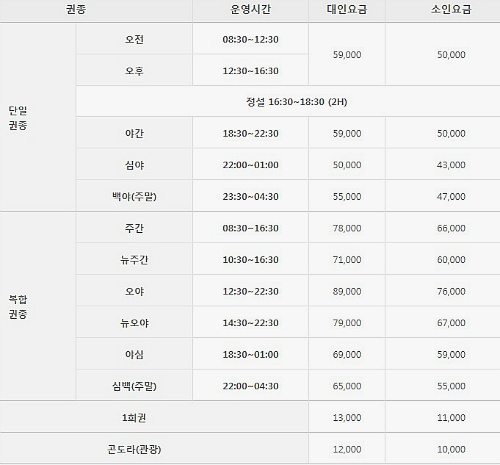 권종 운영시간 대인요금 소인요금
단일
권종
오전 08:30~12:30 59,000 50,000
오후 12:30~16:30
정설 16:30~18:30 (2H)
야간 18:30~22:30 59,000 50,000
심야 22:00~01:00 50,000 43,000
백야(주말) 23:30~04:30 55,000 47,000
복합
권종
주간 08:30~16:30 78,000 66,000
뉴주간 10:30~16:30 71,000 60,000
오야 12:30~22:30 89,000 76,000
뉴오야 14:30~22:30 79,000 67,000
야심 18:30~01:00 69,000 59,000
심백(주말) 22:00~04:30 65,000 55,000
1회권 13,000 11,000
곤도라(관광) 12,000 10,000